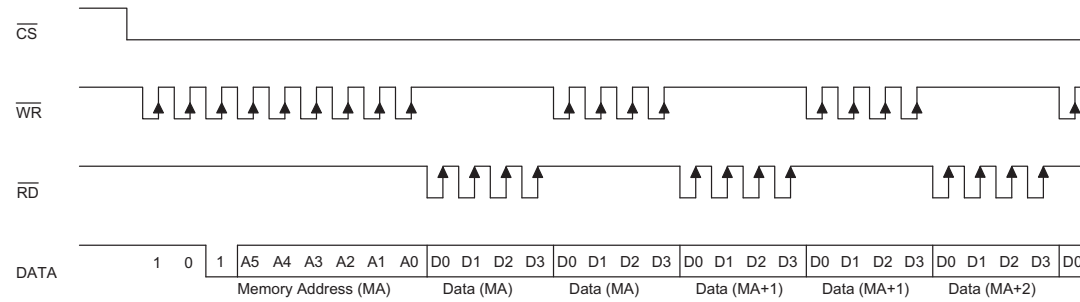 CS
WR
RD
DATA 1 0 1 A5 A4 A3 A2 A1 A0 D0 D1 D2 D3 D0 D1 D2 D3 D0 D1 D2 D3 D0 D1 D2 D3 D0 D1 D2 D3 D0
Memory Address (MA) Data (MA) Data (MA) Data (MA+1) Data (MA+1) Data (MA+2)